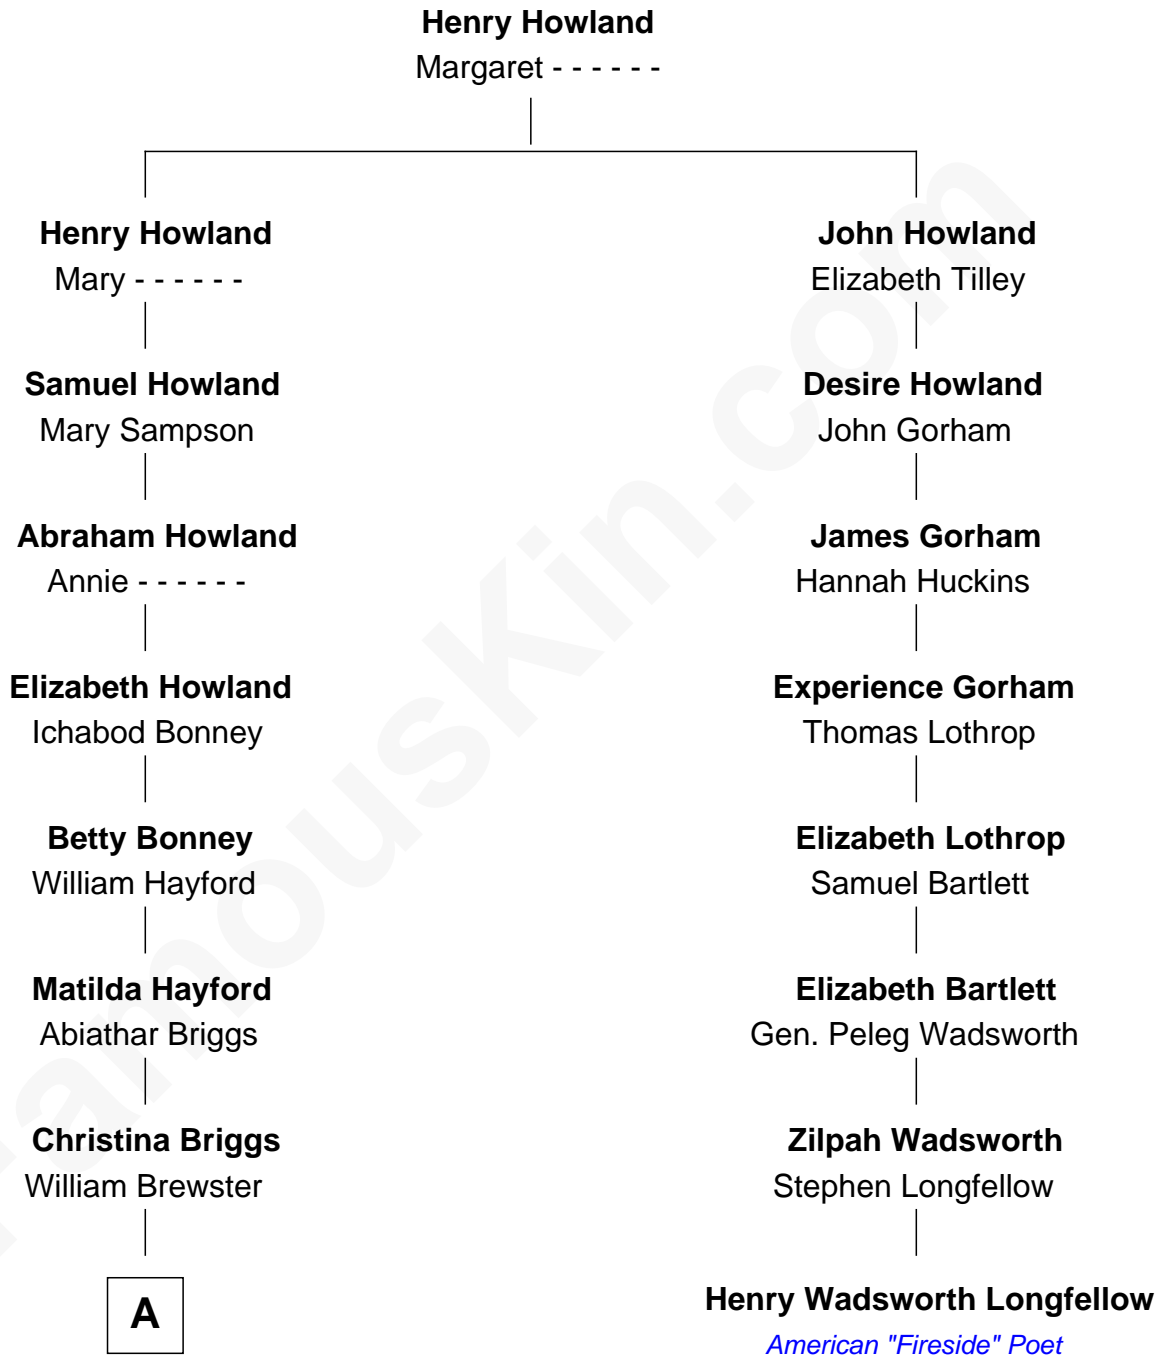 Henry Howland
Margaret - - - - - -
Henry Howland
Mary - - - - - -
Samuel Howland
Mary Sampson
Abraham Howland
Annie - - - - - -
Elizabeth Howland
Ichabod Bonney
Betty Bonney
William Hayford
Matilda Hayford
Abiathar Briggs
Christina Briggs
William Brewster
A
John Howland
Elizabeth Tilley
Desire Howland
John Gorham
James Gorham
Hannah Huckins
Experience Gorham
Thomas Lothrop
Elizabeth Lothrop
Samuel Bartlett
Elizabeth Bartlett
Gen. Peleg Wadsworth
Zilpah Wadsworth
Stephen Longfellow
Henry Wadsworth Longfellow
American "Fireside" Poet
FamousKin.com